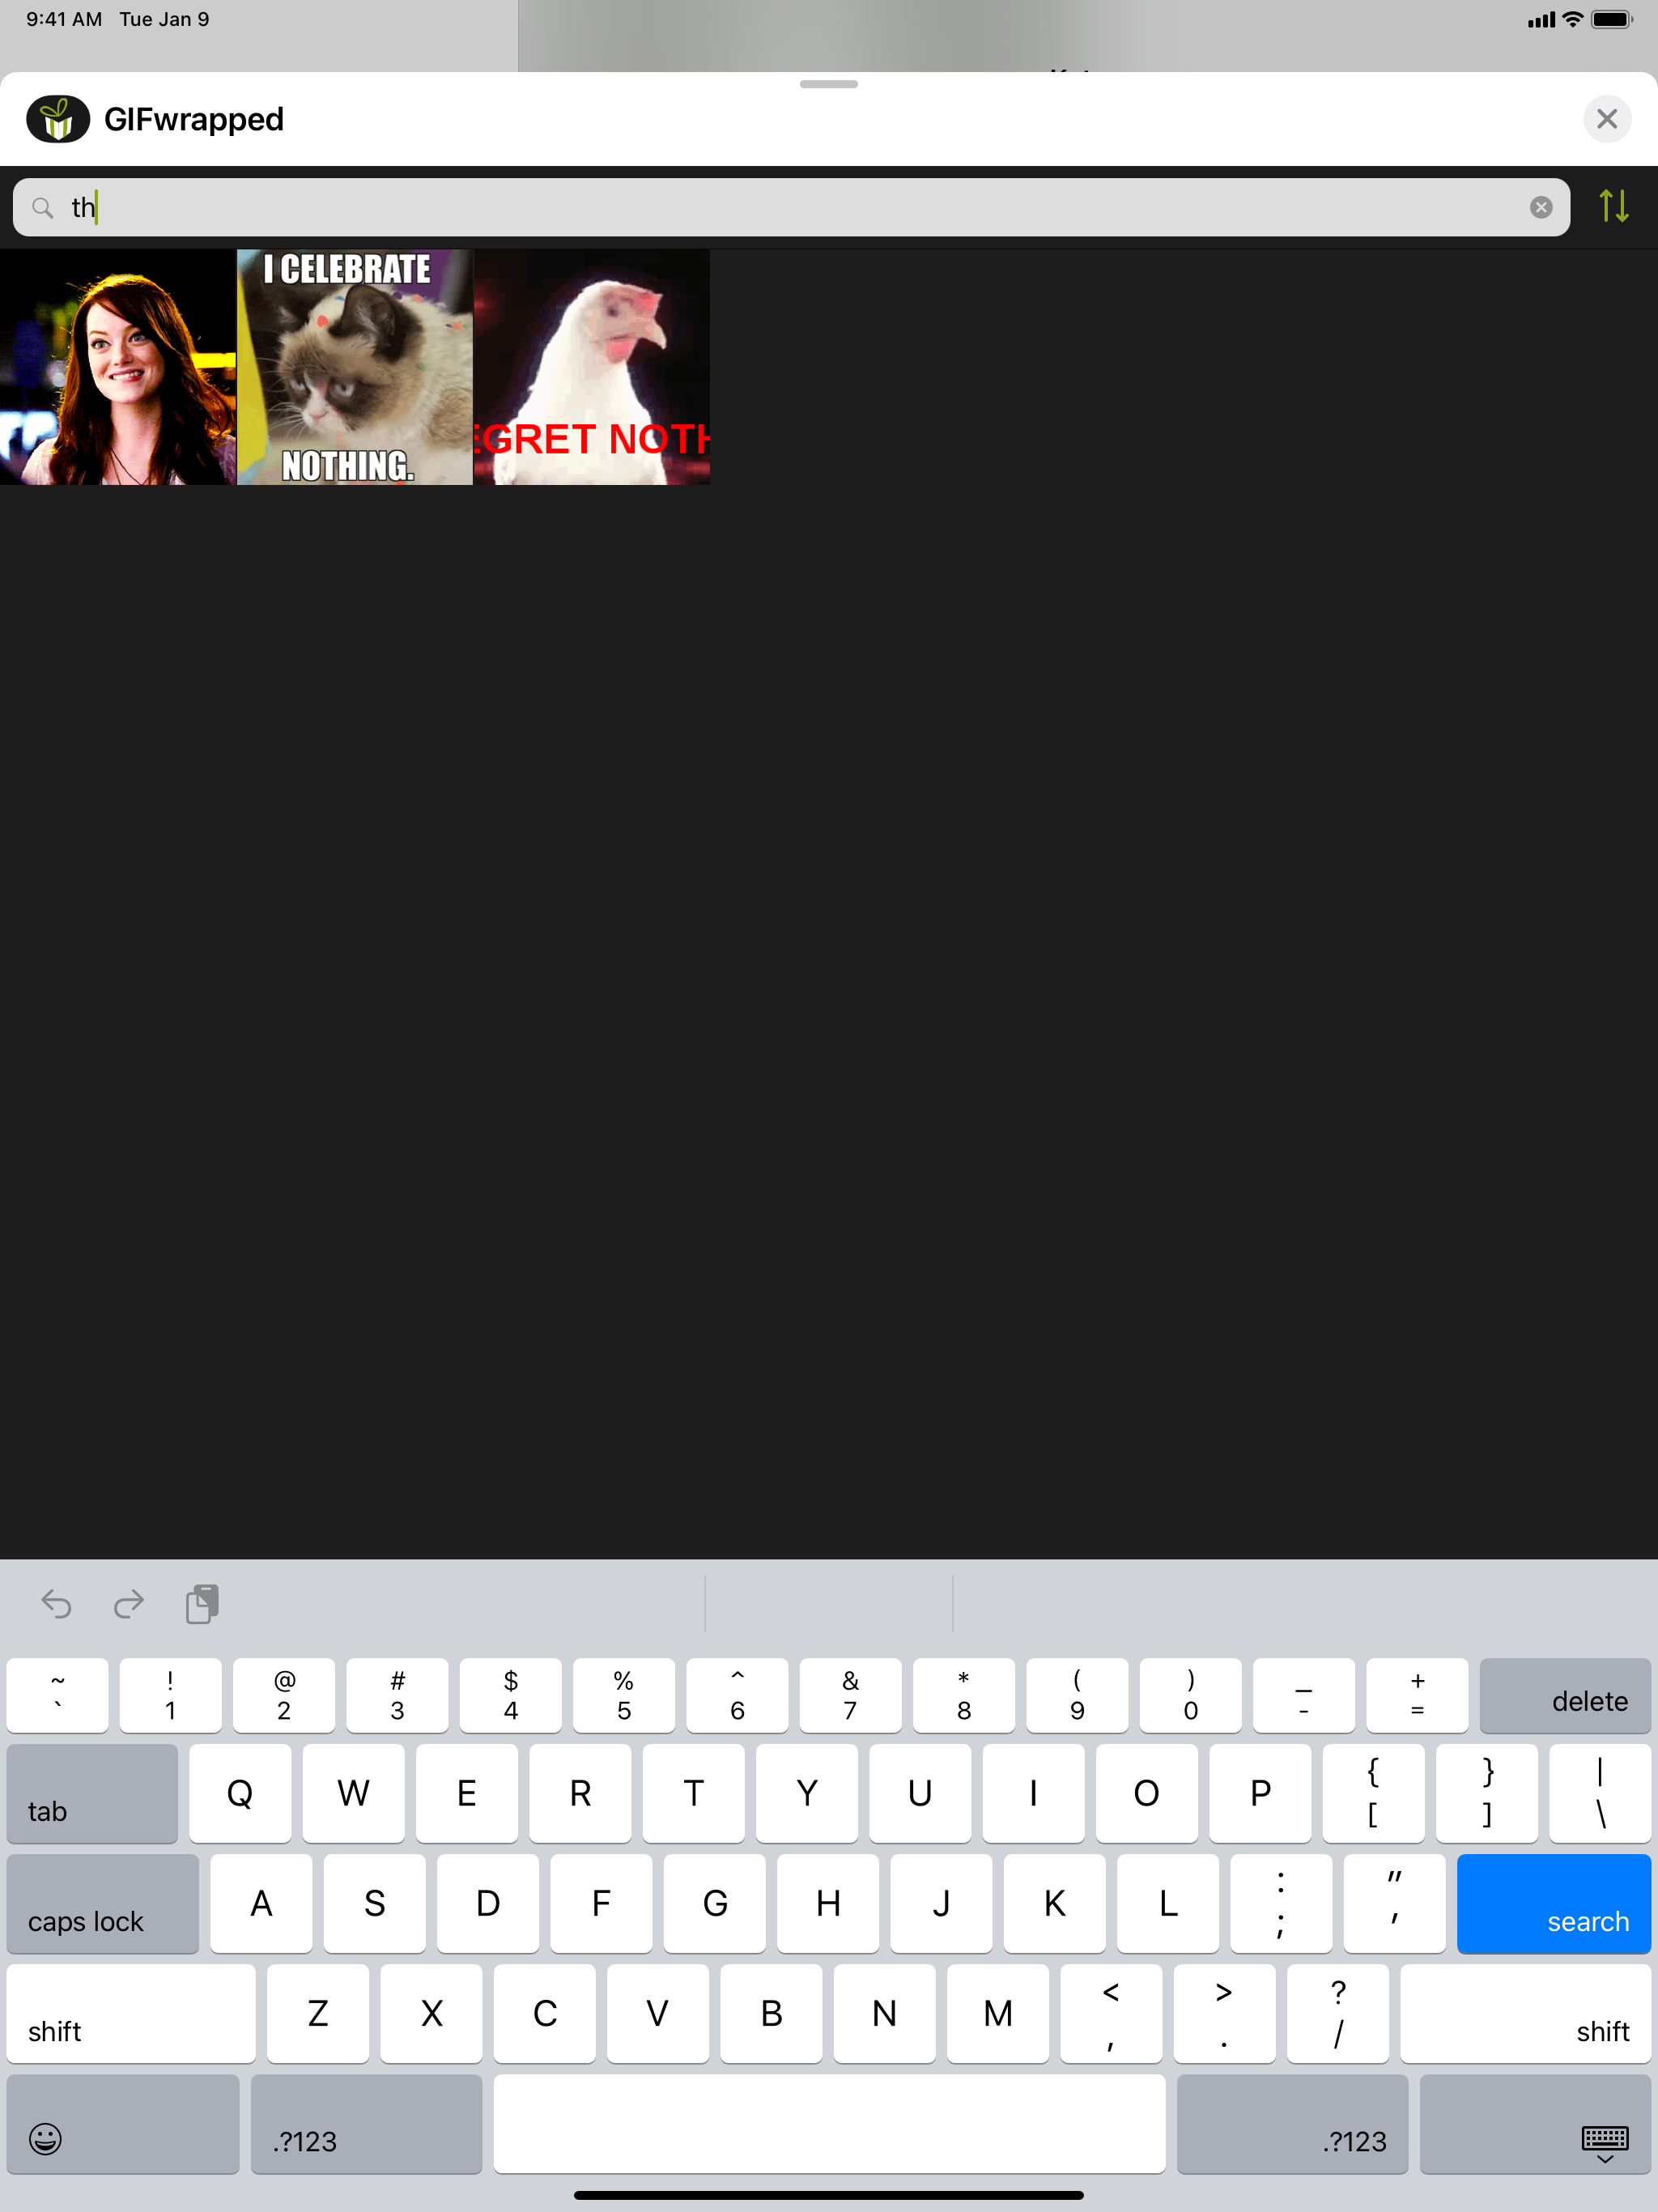 9:41 AM Tue Jan 9
GIFwrapped
th
I CELEBRATE
NOTHING.
EGRET NOTH
~ ! @ # $ % ^ & * ( ) _ +
` 1 2 3 4 5 6 7 8 9 0 - = delete
tab Q W E R T Y U I O P { [ } ] | \
caps lock A S D F G H J K L : ; " ' search
shift Z X C V B N M < , > . ? / shift
.?123 .?123